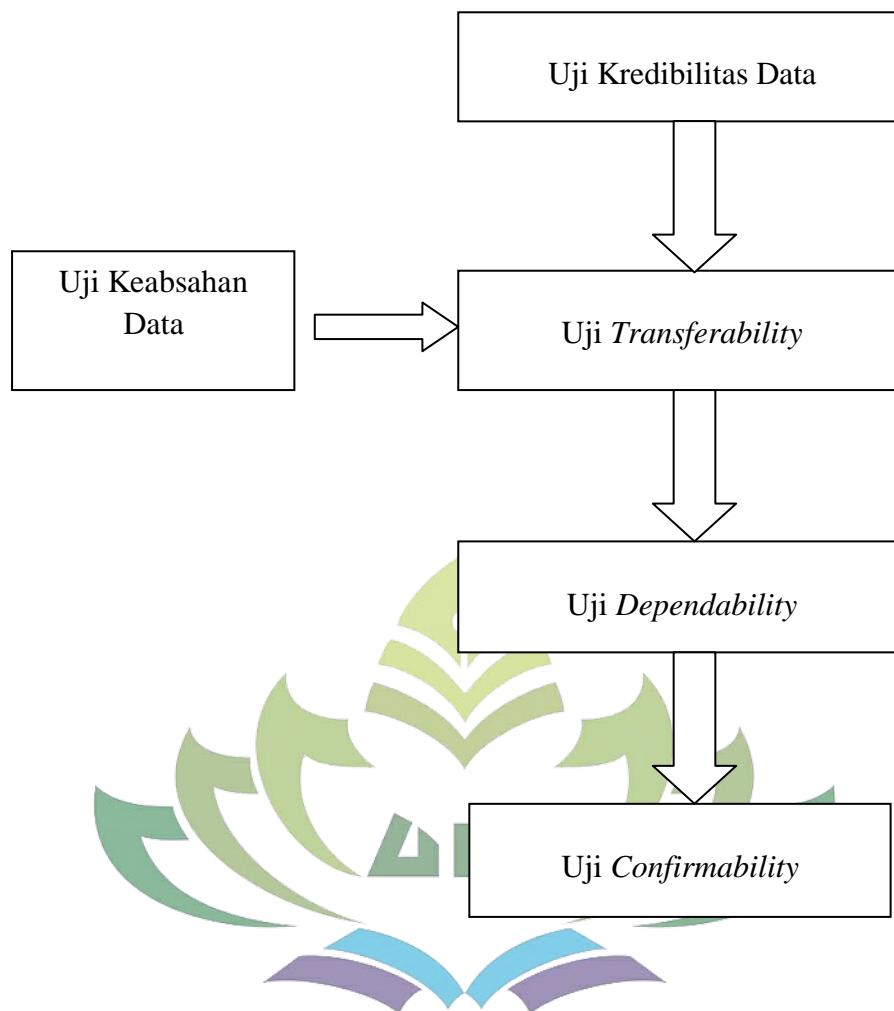 Uji Kredibilitas Data
Uji Keabsahan
Data
Uji Transferability
Uji Dependability
Uji Confirmability